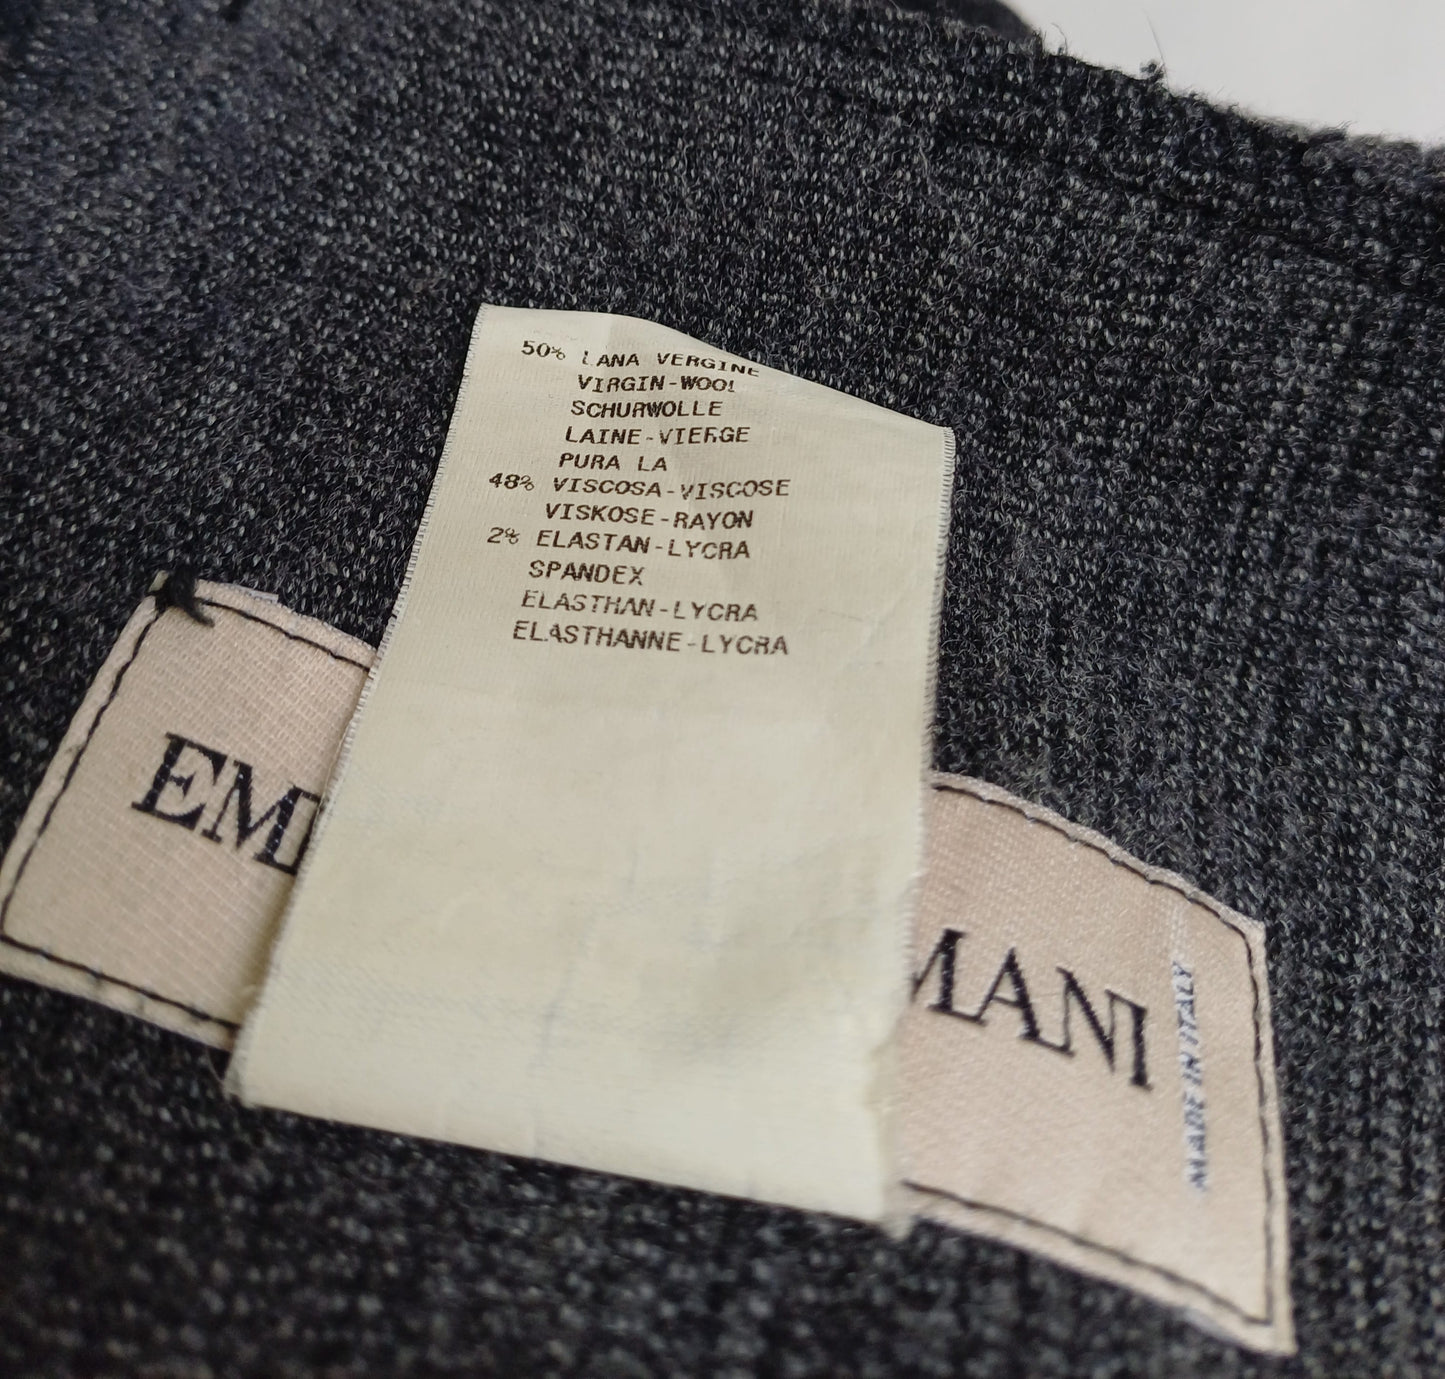 50% LANA VERGINE
VIRGIN-WOOL
SCHURWOLLE
LAINE-VIERGE
PURA LA
48% VISCOSA-VISCOSE
VISKOSE-RAYON
2% ELASTAN-LYCRA
SPANDEX
ELASTHAN-LYCRA
ELASTHANNE-LYCRA
EM
MANI
MADE IN ITALY